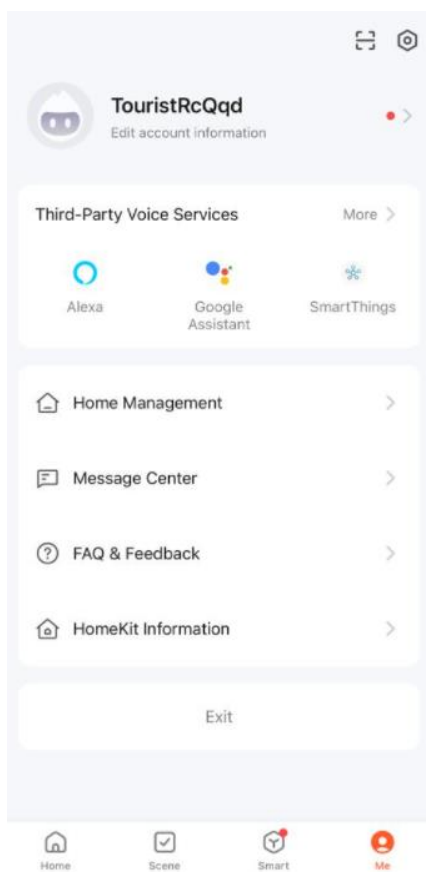 TouristRcQqd
Edit account information
Third-Party Voice Services More
Alexa
Google
Assistant
SmartThings
Home Management
Message Center
FAQ & Feedback
HomeKit Information
Exit
Home Scene Smart Me